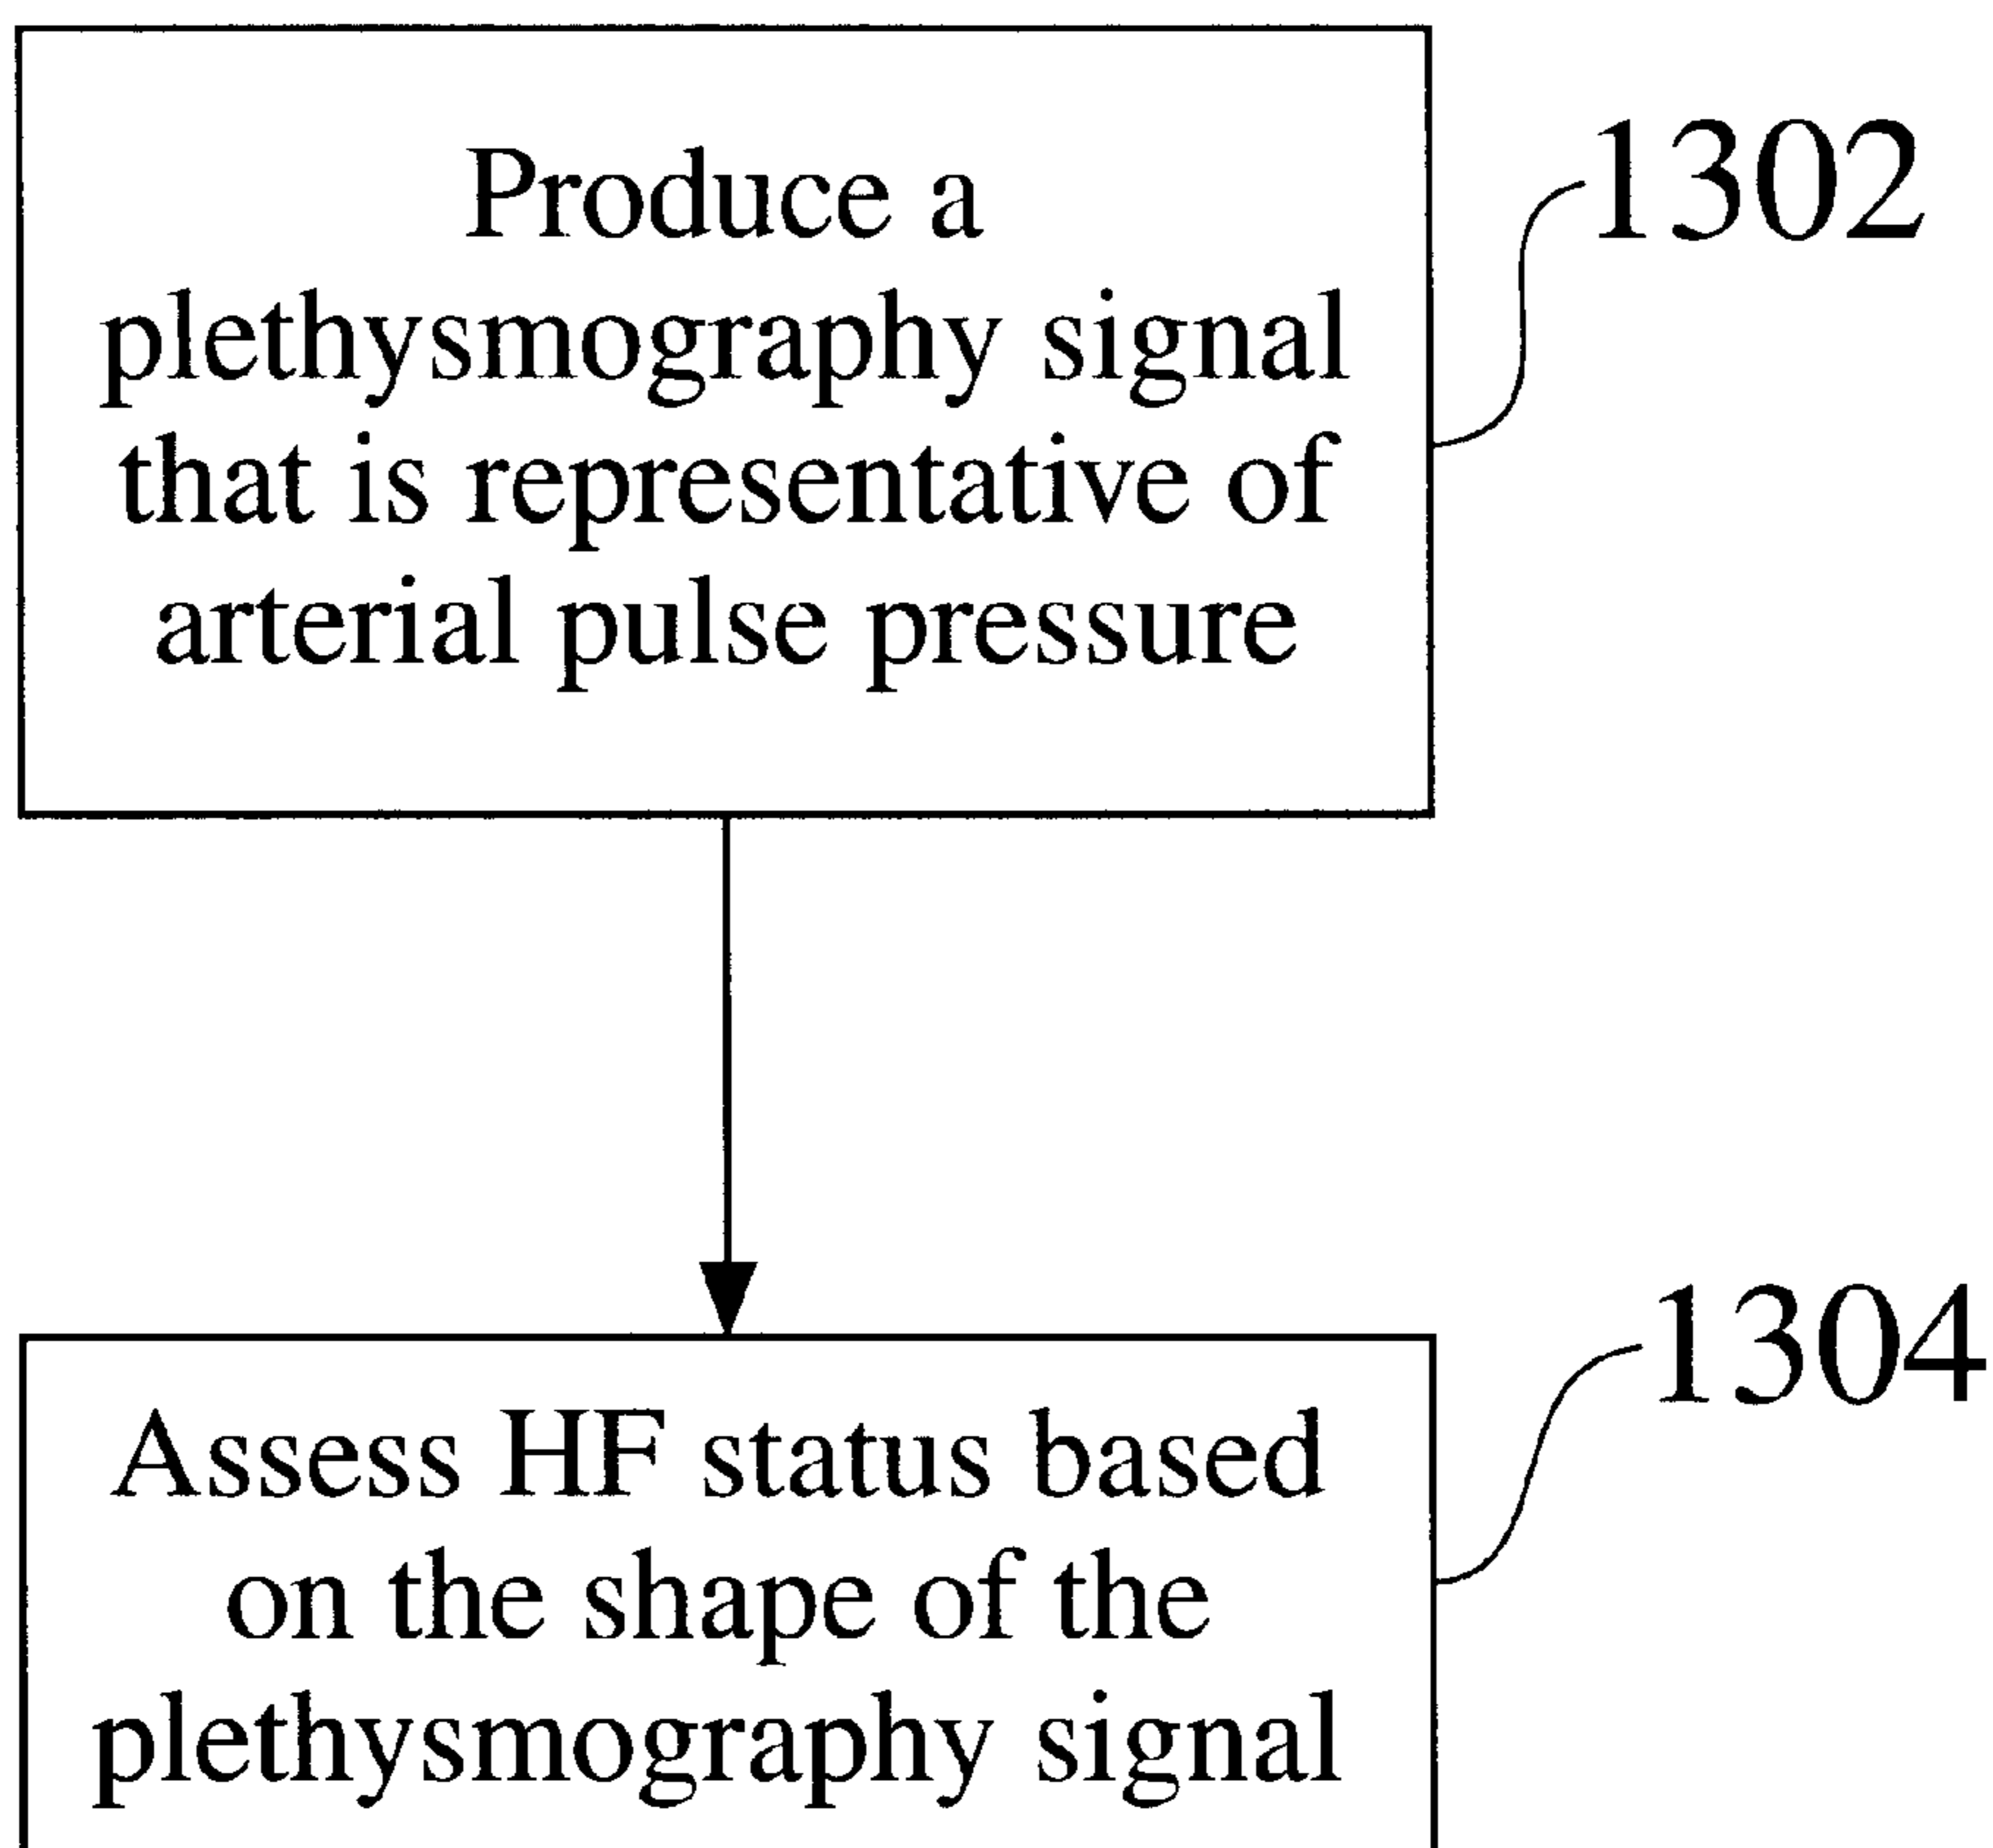 Produce a
plethysmography signal
that is representative of
arterial pulse pressure
1302
Assess HF status based
on the shape of the
plethysmography signal
1304